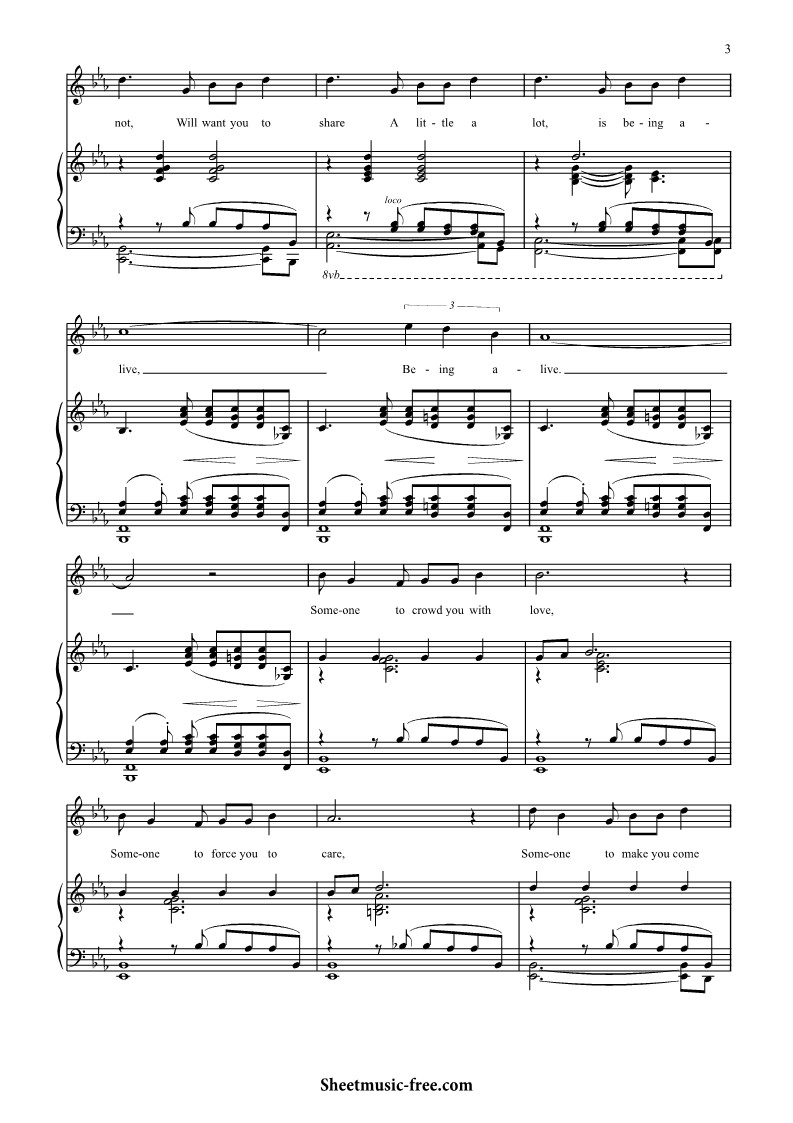 3
not, Will want you to share A lit - tle a lot, is be - ing a -
loco
8vb
3
live, Be - ing a - live.
Some-one to crowd you with love,
Some-one to force you to care, Some-one to make you come
Sheetmusic-free.com